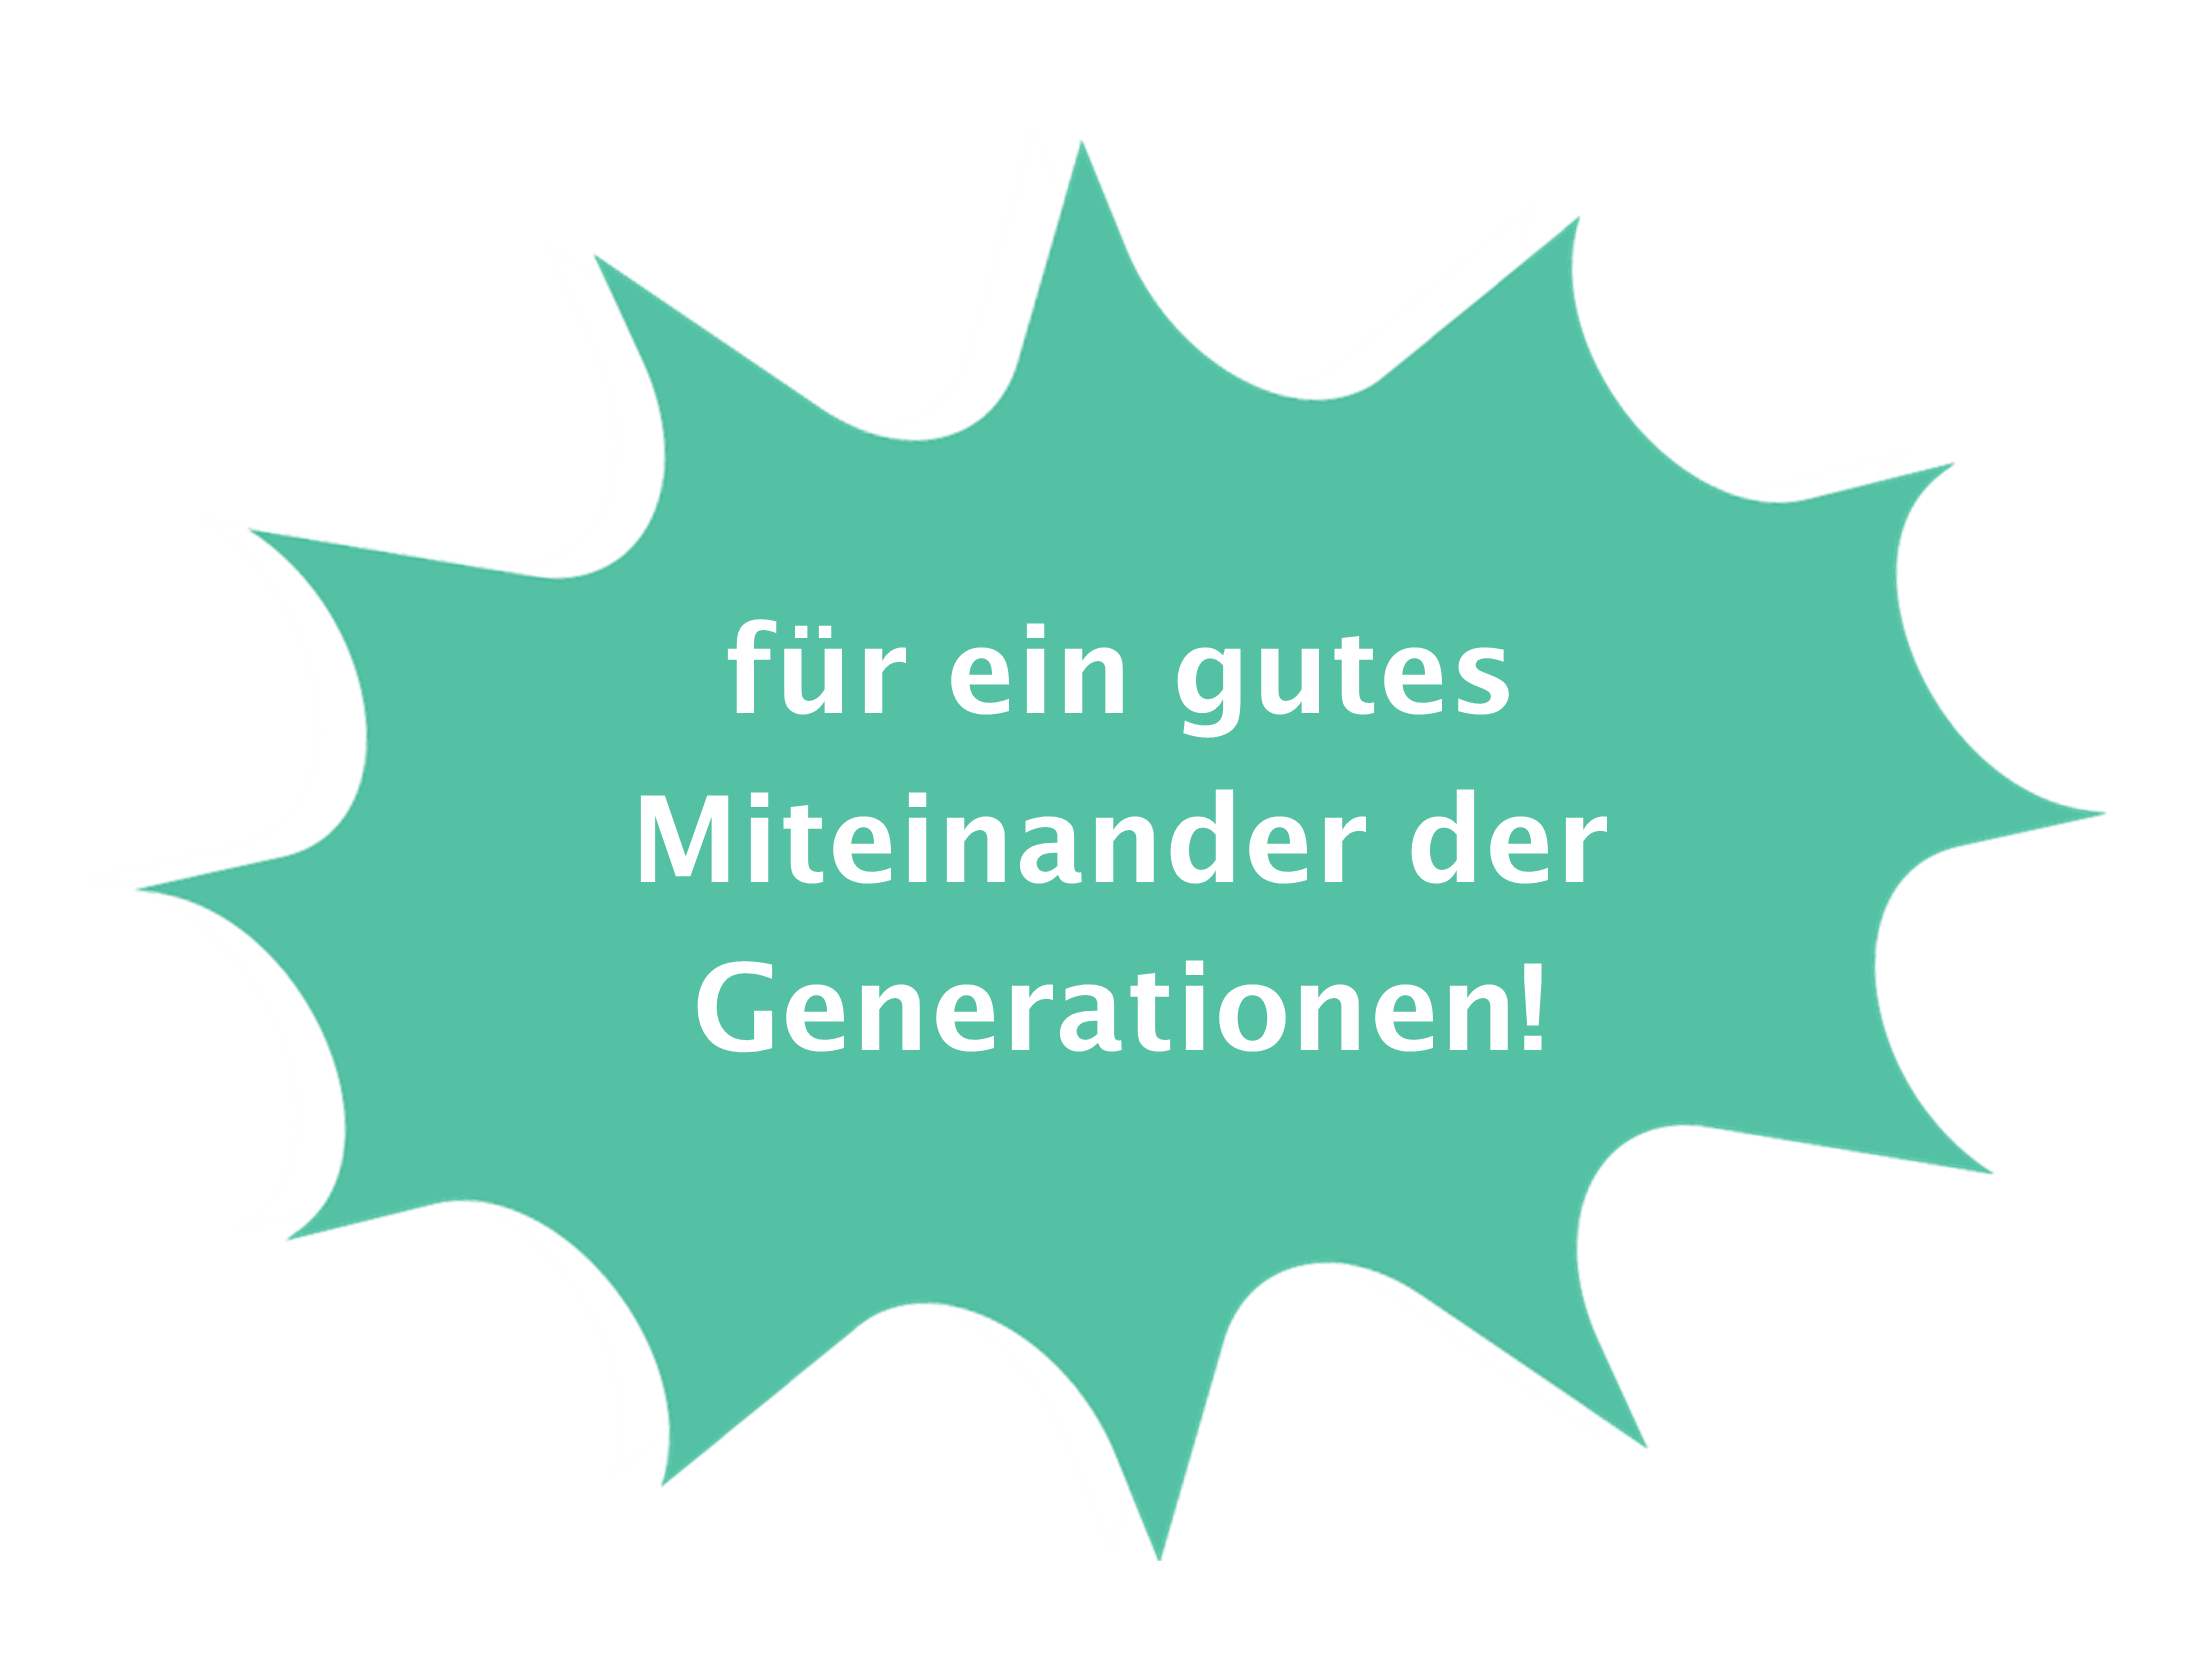 für ein gutes
Miteinander der
Generationen!